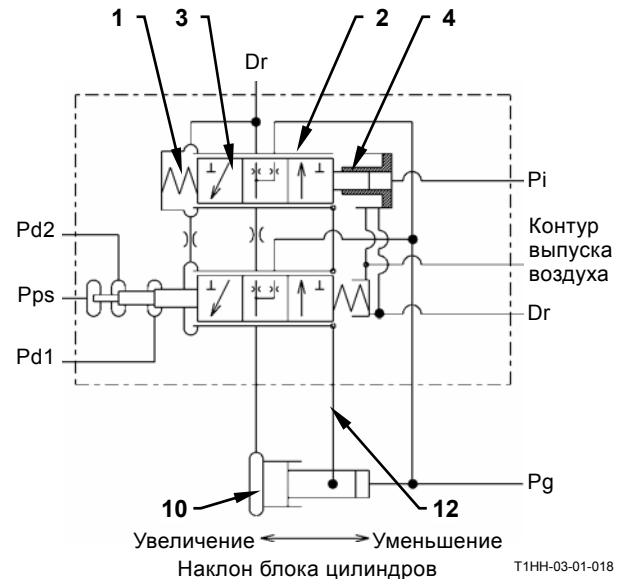 1
3
2
4
Dr
Pi
Контур
выпуска
воздуха
Pd2
Pps
Dr
Pd1
10
12
Pg
Увеличение
Уменьшение
Наклон блока цилиндров
T1HH-03-01-018